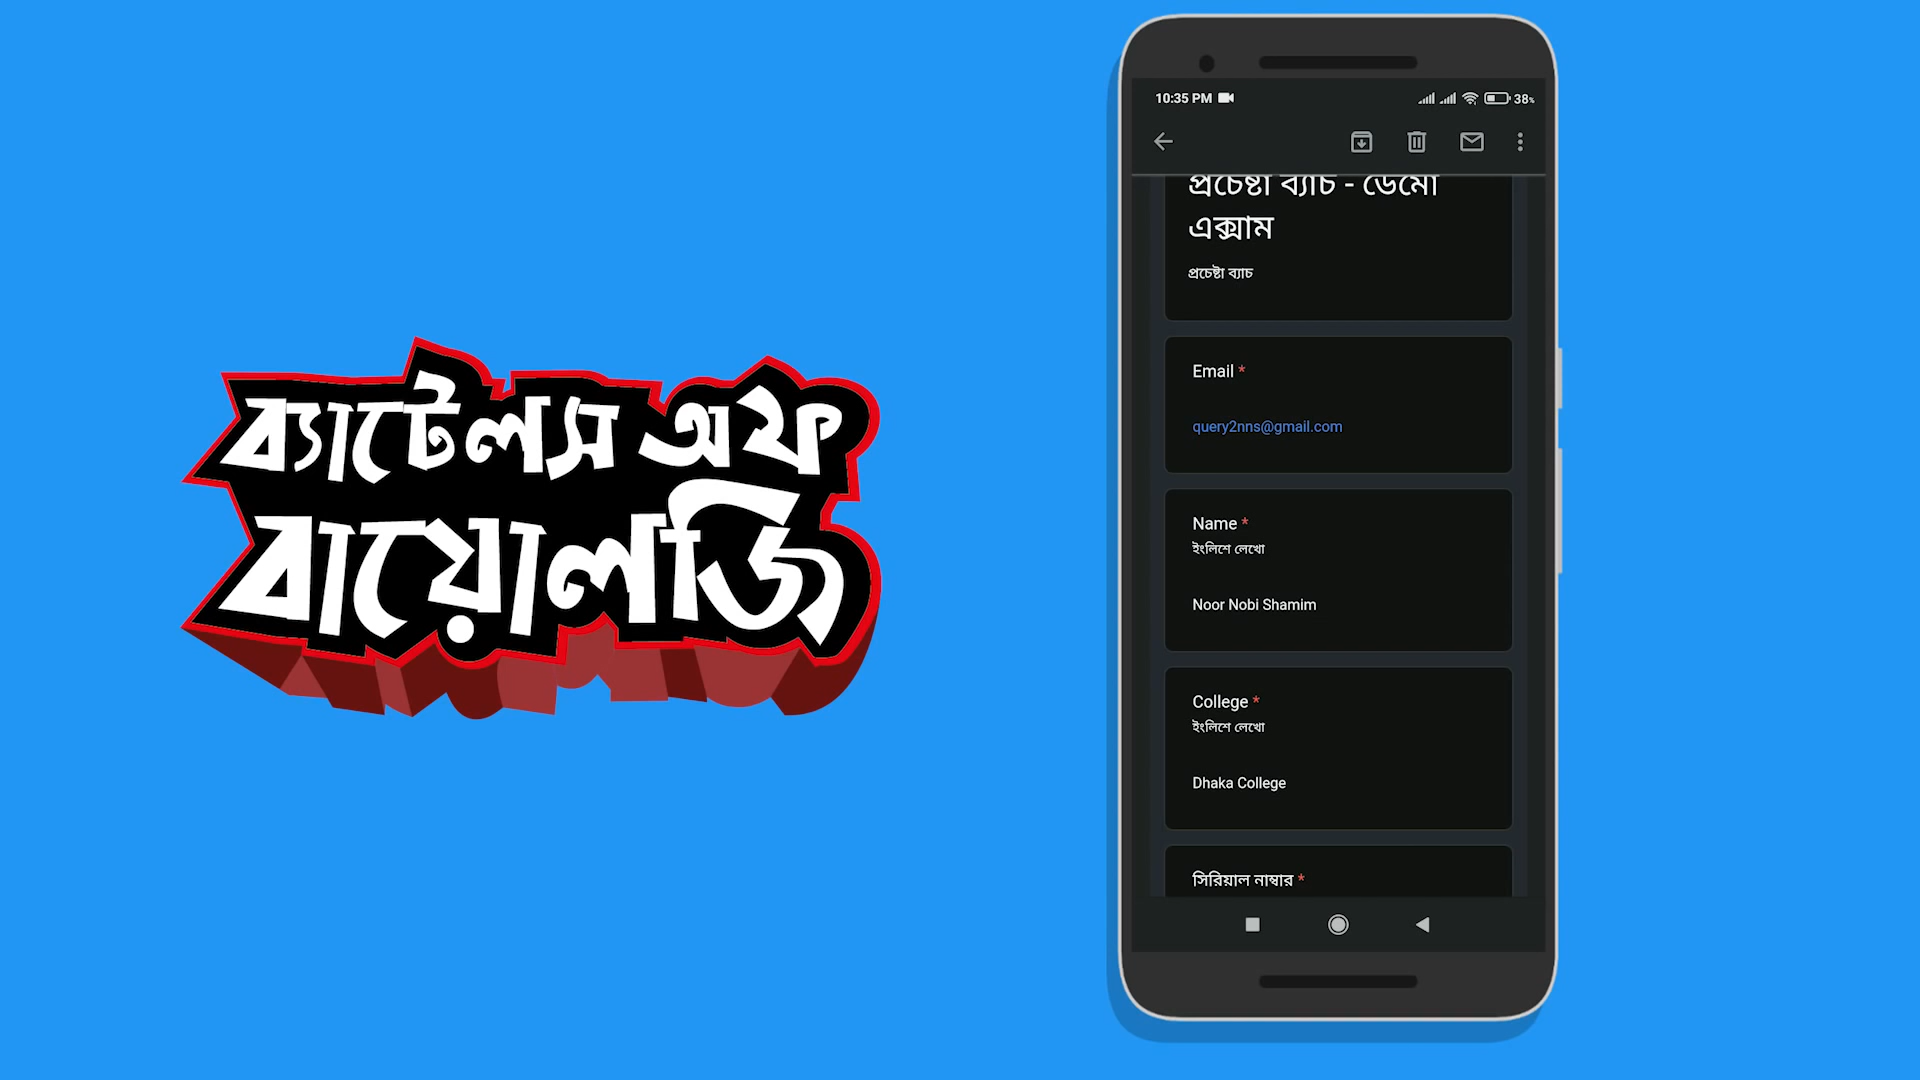 ব্যাটেলস অফ
বায়োলজি
10:35 PM
38%
প্রচেষ্টা ব্যাচ - ডেমো
এক্সাম
প্রচেষ্টা ব্যাচ
Email *
query2nns@gmail.com
Name *
ইংলিশে লেখো
Noor Nobi Shamim
College *
ইংলিশে লেখো
Dhaka College
সিরিয়াল নাম্বার *